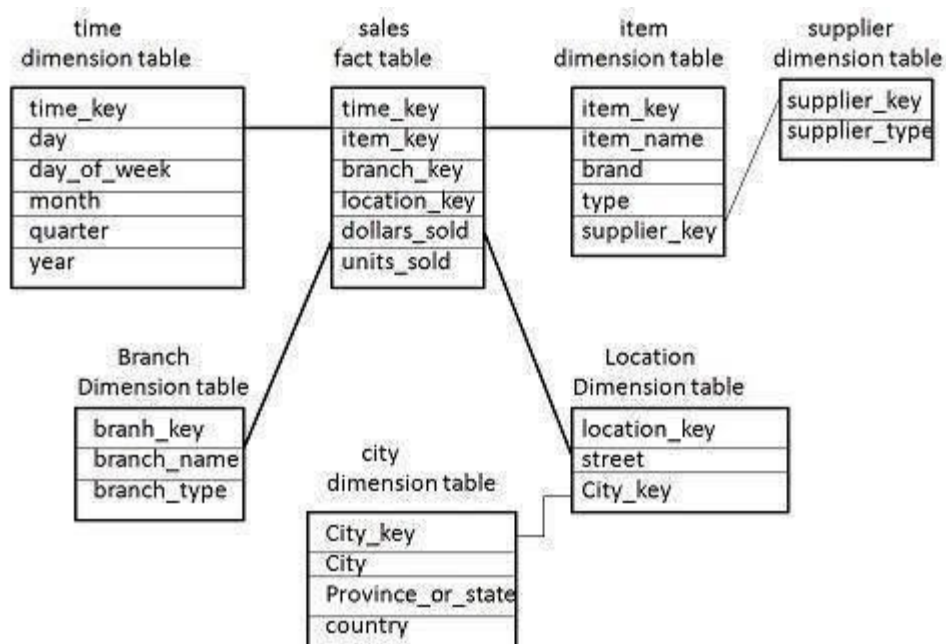 time
dimension table
time_key
day
day_of_week
month
quarter
year
sales
fact table
time_key
item_key
branch_key
location_key
dollars_sold
units_sold
item
dimension table
item_key
item_name
brand
type
supplier_key
supplier
dimension table
supplier_key
supplier_type
Branch
Dimension table
branh_key
branch_name
branch_type
city
dimension table
City_key
City
Province_or_state
country
Location
Dimension table
location_key
street
City_key